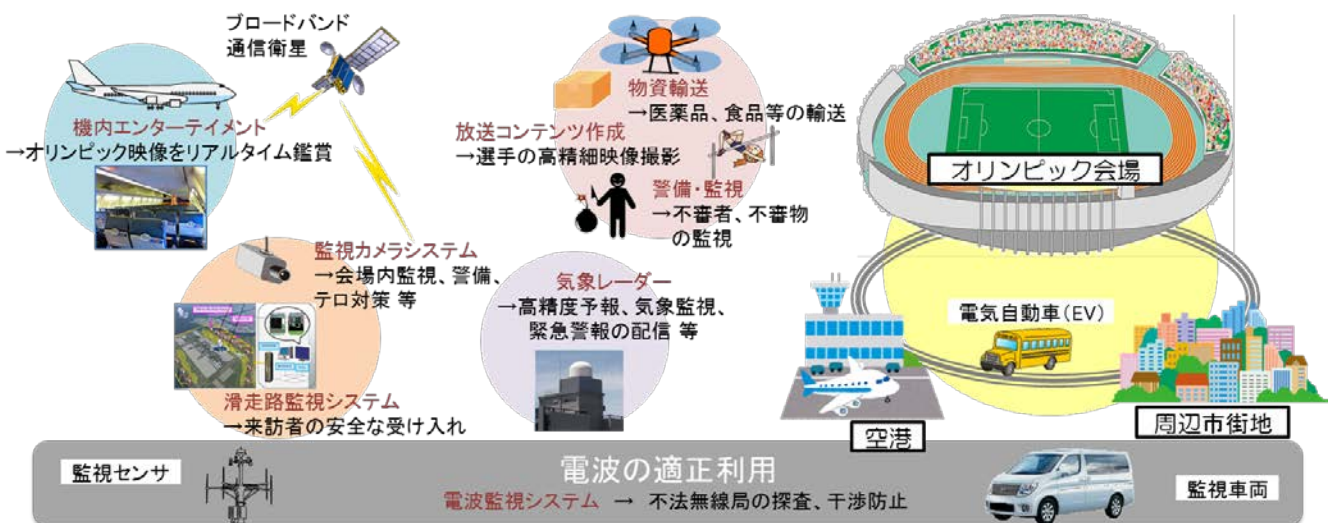 ブロードバンド
通信衛星
機内エンターテイメント
→オリンピック映像をリアルタイム鑑賞
物資輸送
→医薬品、食品等の輸送
放送コンテンツ作成
→選手の高精細映像撮影
警備・監視
→不審者、不審物
の監視
オリンピック会場
監視カメラシステム
→会場内監視、警備、
テロ対策 等
滑走路監視システム
→来訪者の安全な受け入れ
気象レーダー
→高精度予報、気象監視、
緊急警報の配信 等
電気自動車(EV)
空港
周辺市街地
監視センサ
電波の適正利用
電波監視システム → 不法無線局の探査、干渉防止
監視車両